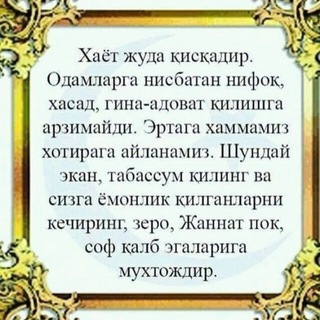 Хаёт жуда қисқадир.
Одамларга нисбатан нифоқ,
хасад, гина-адоват қилишга
арзимайди. Эртага хаммамиз
хотирага айланамиз. Шундай
экан, табассум қилинг ва
сизга ёмонлик қилганларни
кечиринг, зеро, Жаннат поқ,
соф қалб эгаларига
мухтождир.